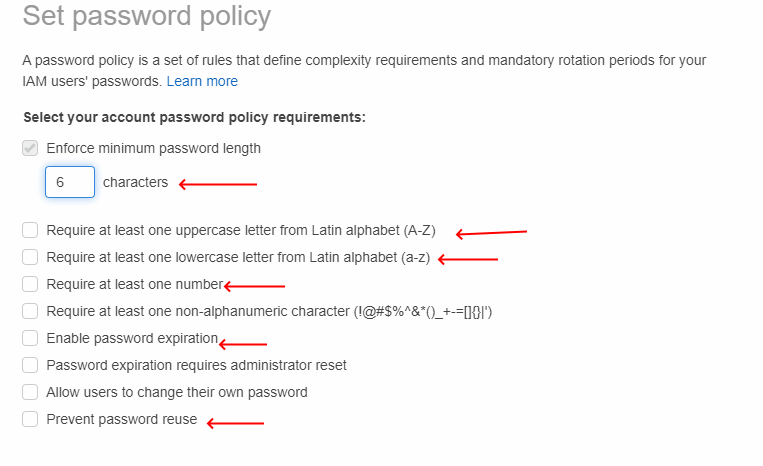 Set password policy
A password policy is a set of rules that define complexity requirements and mandatory rotation periods for your
IAM users' passwords. Learn more
Select your account password policy requirements:
Enforce minimum password length
6 characters
Require at least one uppercase letter from Latin alphabet (A-Z)
Require at least one lowercase letter from Latin alphabet (a-z)
Require at least one number
Require at least one non-alphanumeric character (!@#$%^&*()_+-=[]{}|')
Enable password expiration
Password expiration requires administrator reset
Allow users to change their own password
Prevent password reuse